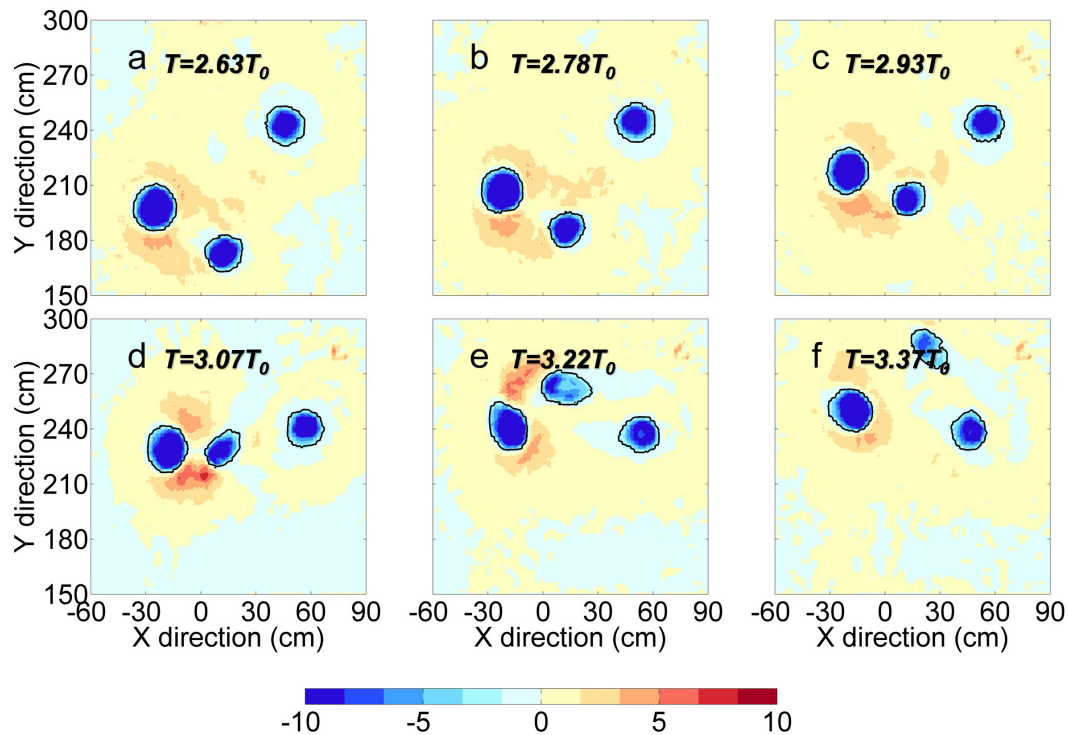 300
270
240
210
180
150
Y direction (cm)
a T=2.63T0
b T=2.78T0
c T=2.93T0
300
270
240
210
180
150
Y direction (cm)
d T=3.07T0
e T=3.22T0
f T=3.37T0
-60 -30 0 30 60 90
-60 -30 0 30 60 90
-60 -30 0 30 60 90
X direction (cm)
X direction (cm)
X direction (cm)
-10 -5 0 5 10